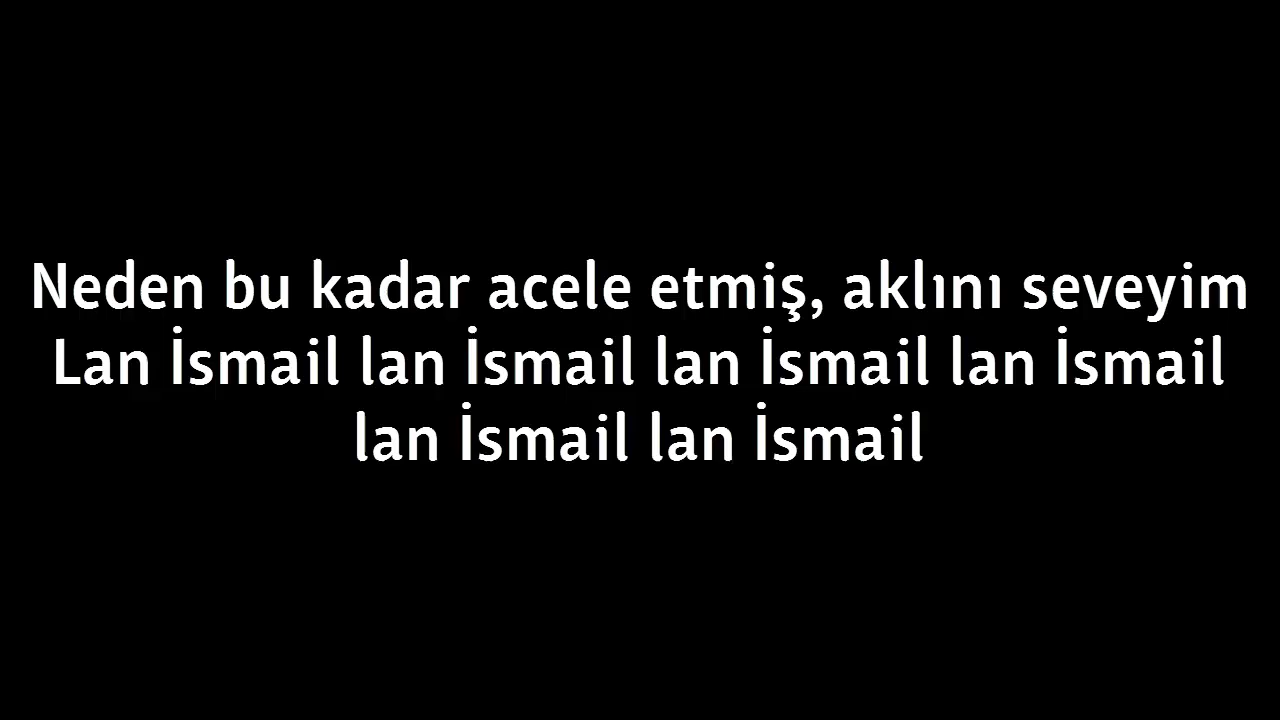 Neden bu kadar acele etmiş, aklını seveyim
Lan İsmail lan İsmail lan İsmail lan İsmail
lan İsmail lan İsmail